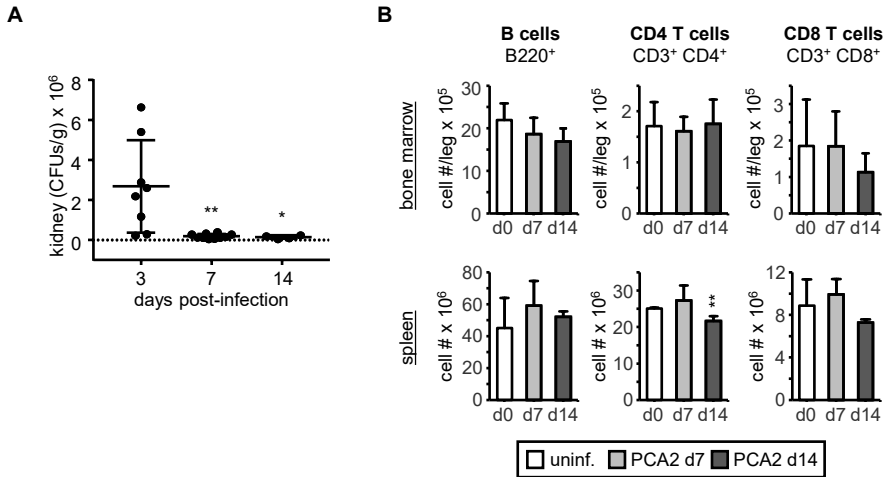 A
kidney (CFUs/g) x 10⁶
8
6
4
2
0
**
*
3 7 14
days post-infection
B
B cells
B220⁺
CD4 T cells
CD3⁺ CD4⁺
CD8 T cells
CD3⁺ CD8⁺
bone marrow
cell #/leg x 10⁵
30
20
10
0
d0 d7 d14
cell #/leg x 10⁵
2
1
0
d0 d7 d14
cell #/leg x 10⁵
2
1
0
d0 d7 d14
spleen
cell # x 10⁶
80
60
40
20
0
d0 d7 d14
cell # x 10⁶
30
20
10
0
**
d0 d7 d14
cell # x 10⁶
12
9
6
3
0
d0 d7 d14
uninf. PCA2 d7 PCA2 d14